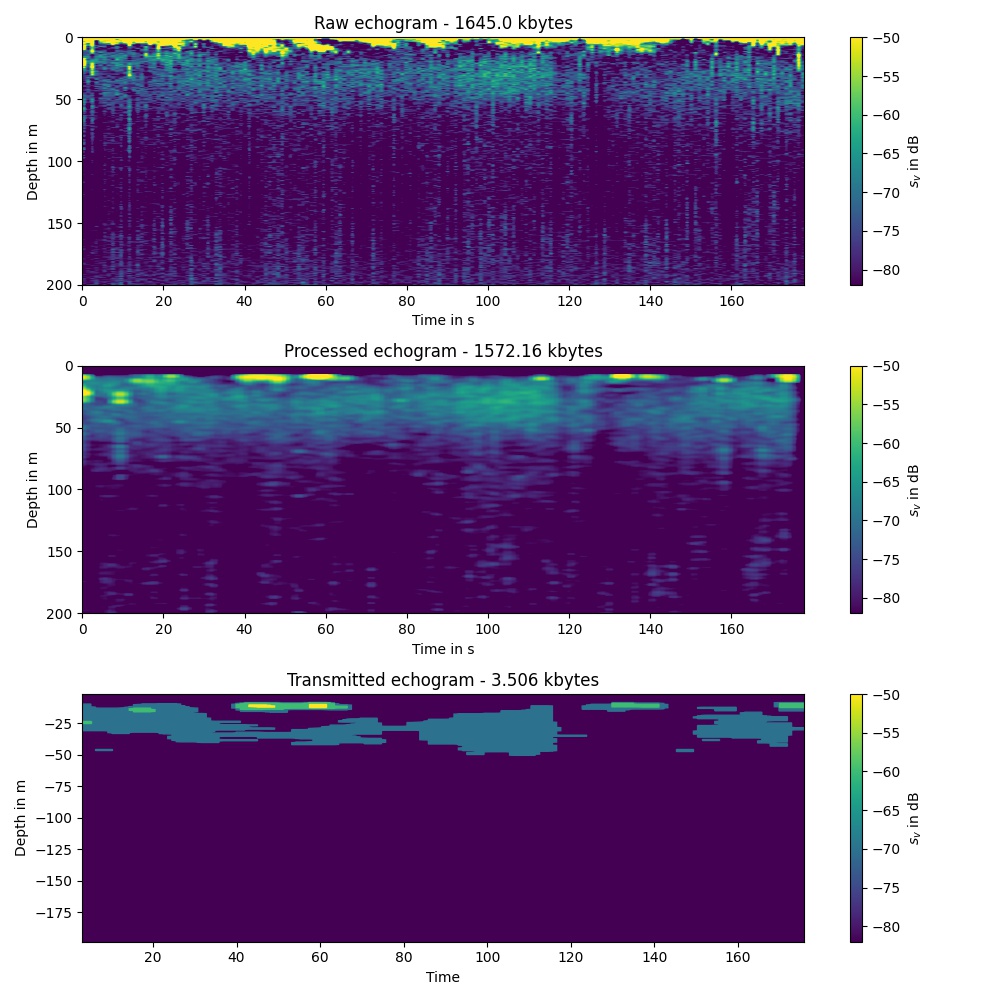 Raw echogram - 1645.0 kbytes
0
50
100
150
200
Depth in m
0 20 40 60 80 100 120 140 160
Time in s
−50
−55
−60
−65
−70
−75
−80
sv in dB
Processed echogram - 1572.16 kbytes
0
50
100
150
200
Depth in m
0 20 40 60 80 100 120 140 160
Time in s
−50
−55
−60
−65
−70
−75
−80
sv in dB
Transmitted echogram - 3.506 kbytes
−25
−50
−75
−100
−125
−150
−175
Depth in m
20 40 60 80 100 120 140 160
Time
−50
−55
−60
−65
−70
−75
−80
sv in dB